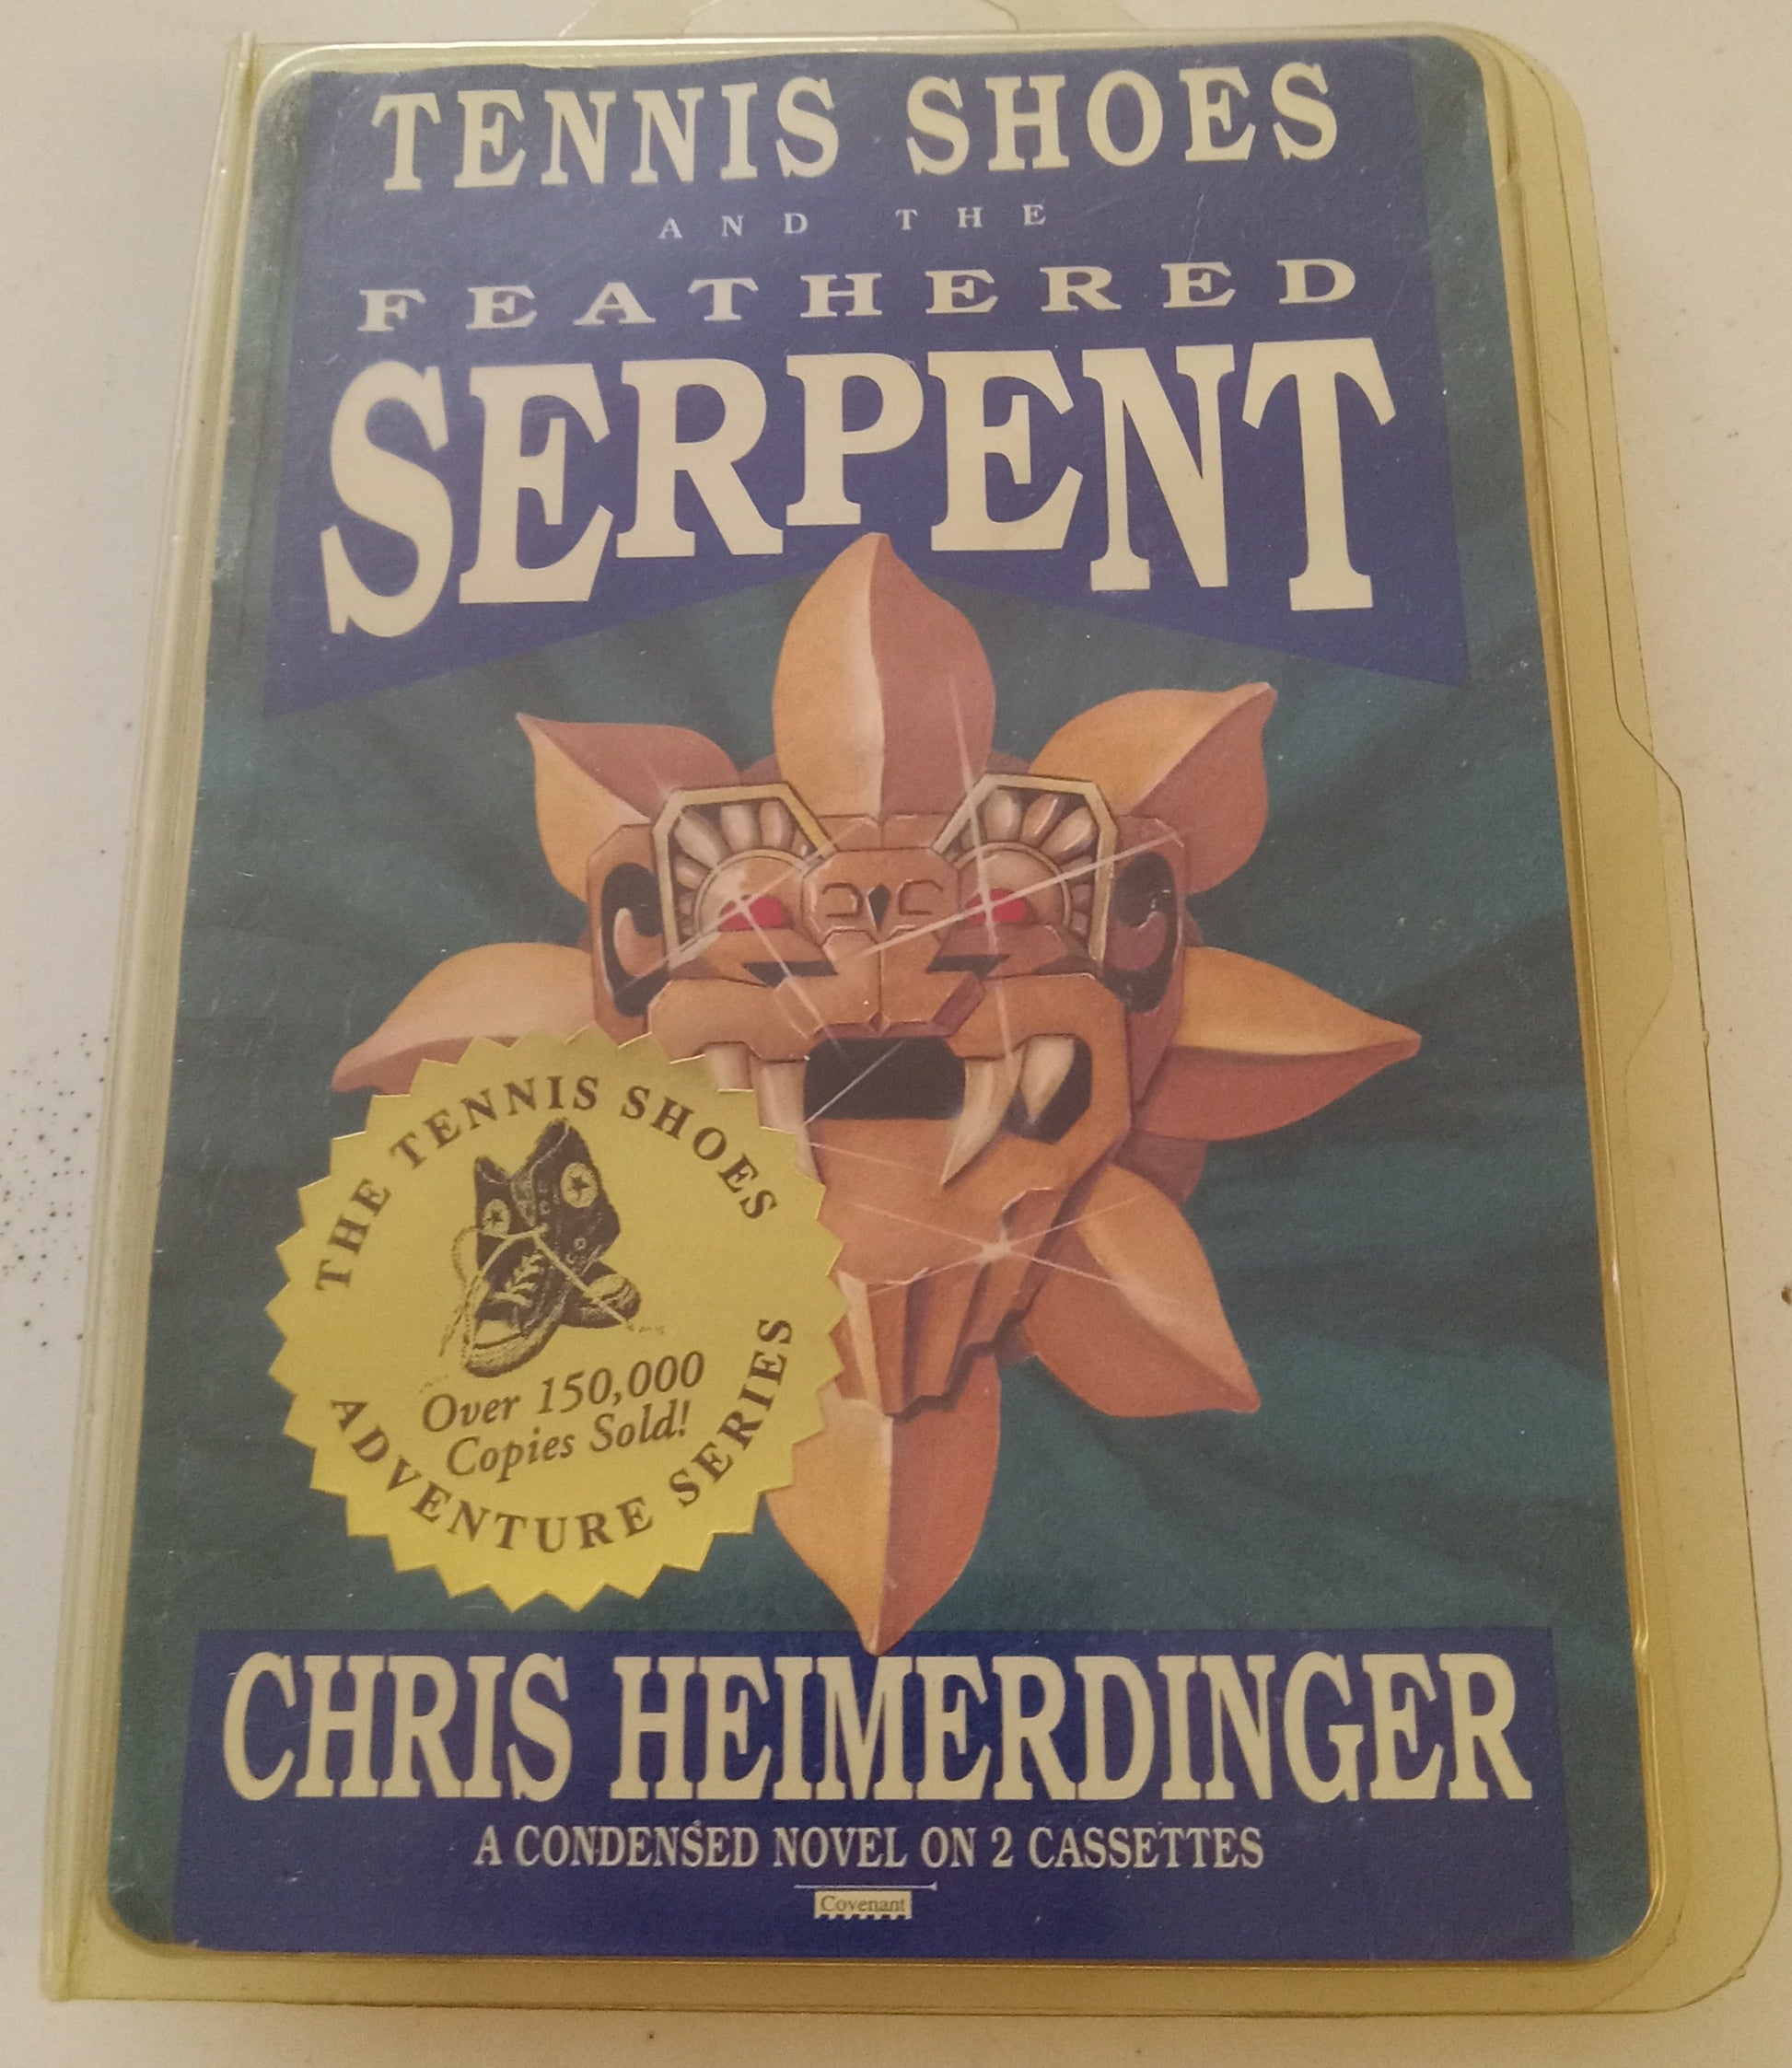 TENNIS SHOES
AND THE
FEATHERED
SERPENT
THE TENNIS SHOES
Over 150,000
Copies Sold!
ADVENTURE SERIES
CHRIS HEIMERDINGER
A CONDENSED NOVEL ON 2 CASSETTES
Covenant